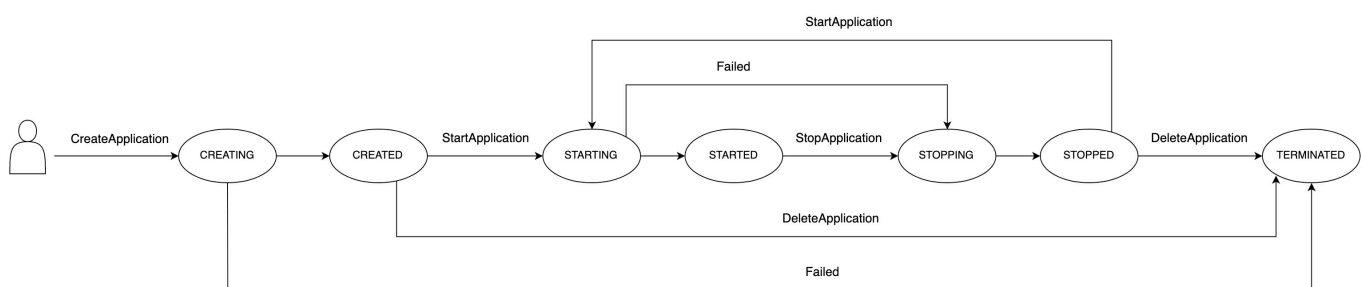 StartApplication
Failed
CreateApplication
CREATING
CREATED
StartApplication
STARTING
STARTED
StopApplication
STOPPING
STOPPED
DeleteApplication
TERMINATED
DeleteApplication
Failed